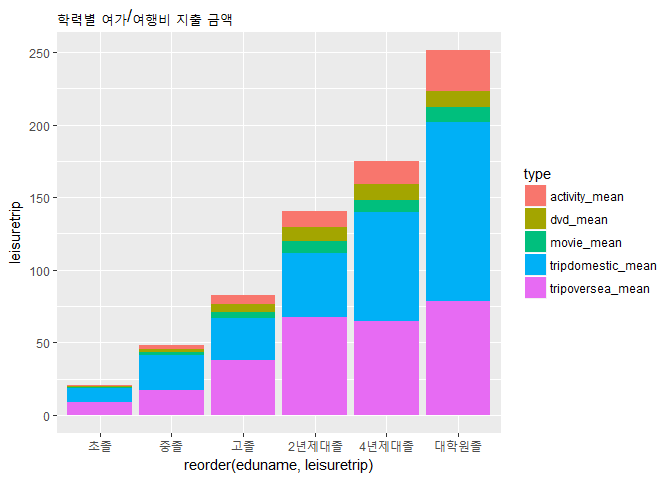 학력별 여가/여행비 지출 금액
250
200
150
100
50
0
leisuretrip
초졸 중졸 고졸 2년제대졸 4년제대졸 대학원졸
reorder(eduname, leisuretrip)
type
activity_mean
dvd_mean
movie_mean
tripdomestic_mean
tripoversea_mean